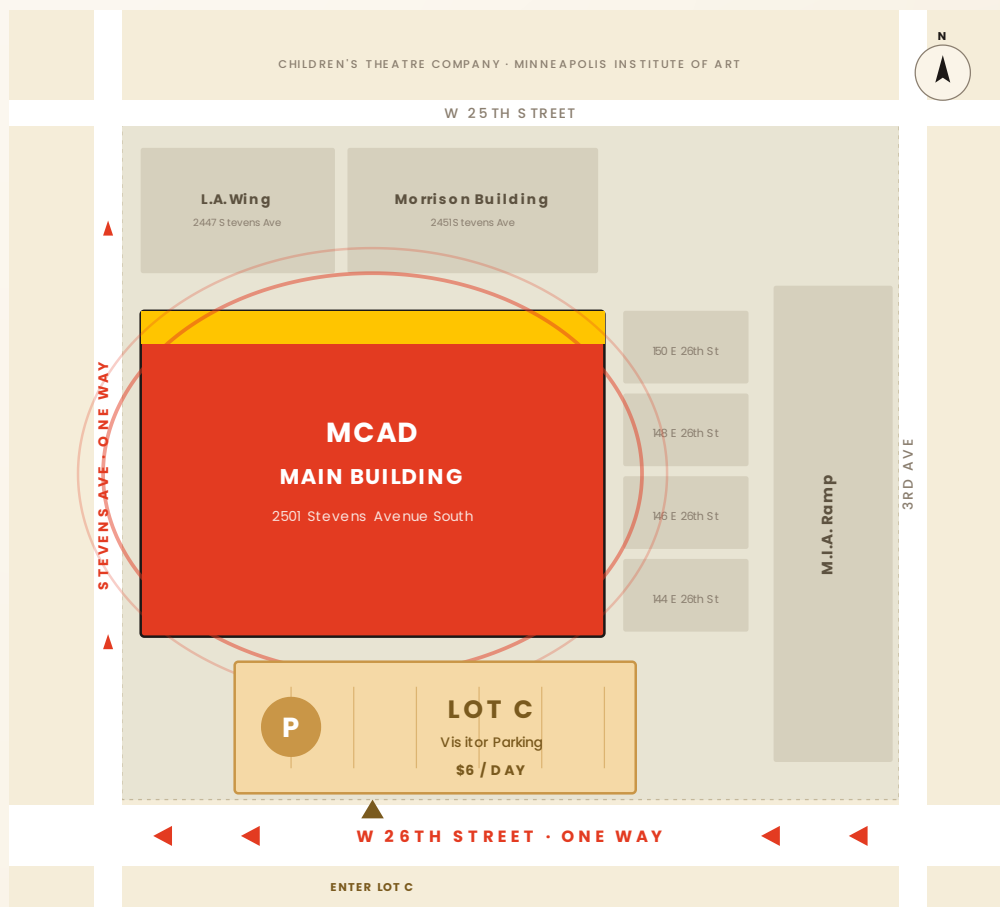 N
CHILDREN'S THEATRE COMPANY · MINNEAPOLIS INSTITUTE OF ART
W 25TH STREET
L.A. Wing
2447 Stevens Ave
Morrison Building
2451 Stevens Ave
150 E 26th St
148 E 26th St
146 E 26th St
144 E 26th St
MCAD
MAIN BUILDING
2501 Stevens Avenue South
STEVENS AVE · ONE WAY
3RD AVE
M.I.A. Ramp
P
LOT C
Visitor Parking
$6 / DAY
W 26TH STREET · ONE WAY
ENTER LOT C